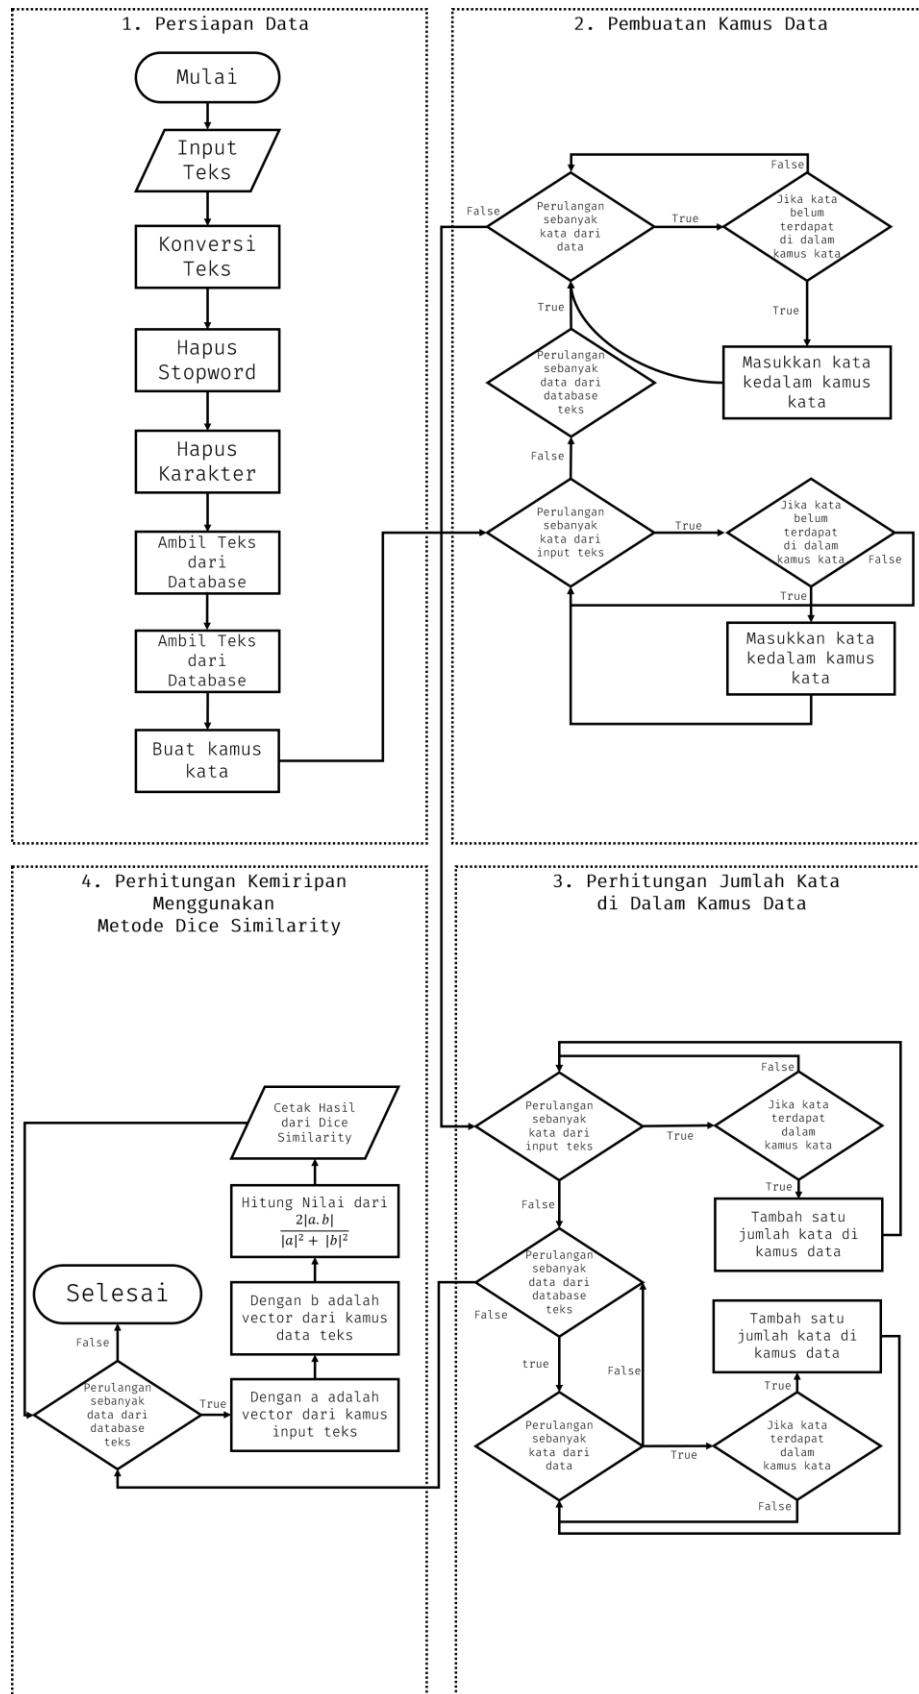 1. Persiapan Data
Mulai
Input
Teks
Konversi
Teks
Hapus
Stopword
Hapus
Karakter
Ambil Teks
dari
Database
Ambil Teks
dari
Database
Buat kamus
kata
2. Pembuatan Kamus Data
False
False
Perulangan
sebanyak
kata dari
data
True
Jika kata
belum
terdapat
di dalam
kamus kata
True
True
Masukkan kata
kedalam kamus
kata
Perulangan
sebanyak
data dari
database
teks
False
Perulangan
sebanyak
kata dari
input teks
True
Jika kata
belum
terdapat
di dalam
kamus kata
False
True
Masukkan kata
kedalam kamus
kata
4. Perhitungan Kemiripan
Menggunakan
Metode Dice Similarity
Cetak Hasil
dari Dice
Similarity
Hitung Nilai dari
2|a.b|
|a|² + |b|²
Selesai
Dengan b adalah
vector dari kamus
data teks
False
Perulangan
sebanyak
data dari
database
teks
True
Dengan a adalah
vector dari kamus
input teks
3. Perhitungan Jumlah Kata
di Dalam Kamus Data
False
Perulangan
sebanyak
kata dari
input teks
True
Jika kata
terdapat
dalam
kamus kata
True
False
Tambah satu
jumlah kata di
kamus data
Perulangan
sebanyak
data dari
database
teks
False
true
False
Tambah satu
jumlah kata di
kamus data
True
Perulangan
sebanyak
kata dari
data
True
Jika kata
terdapat
dalam
kamus kata
False